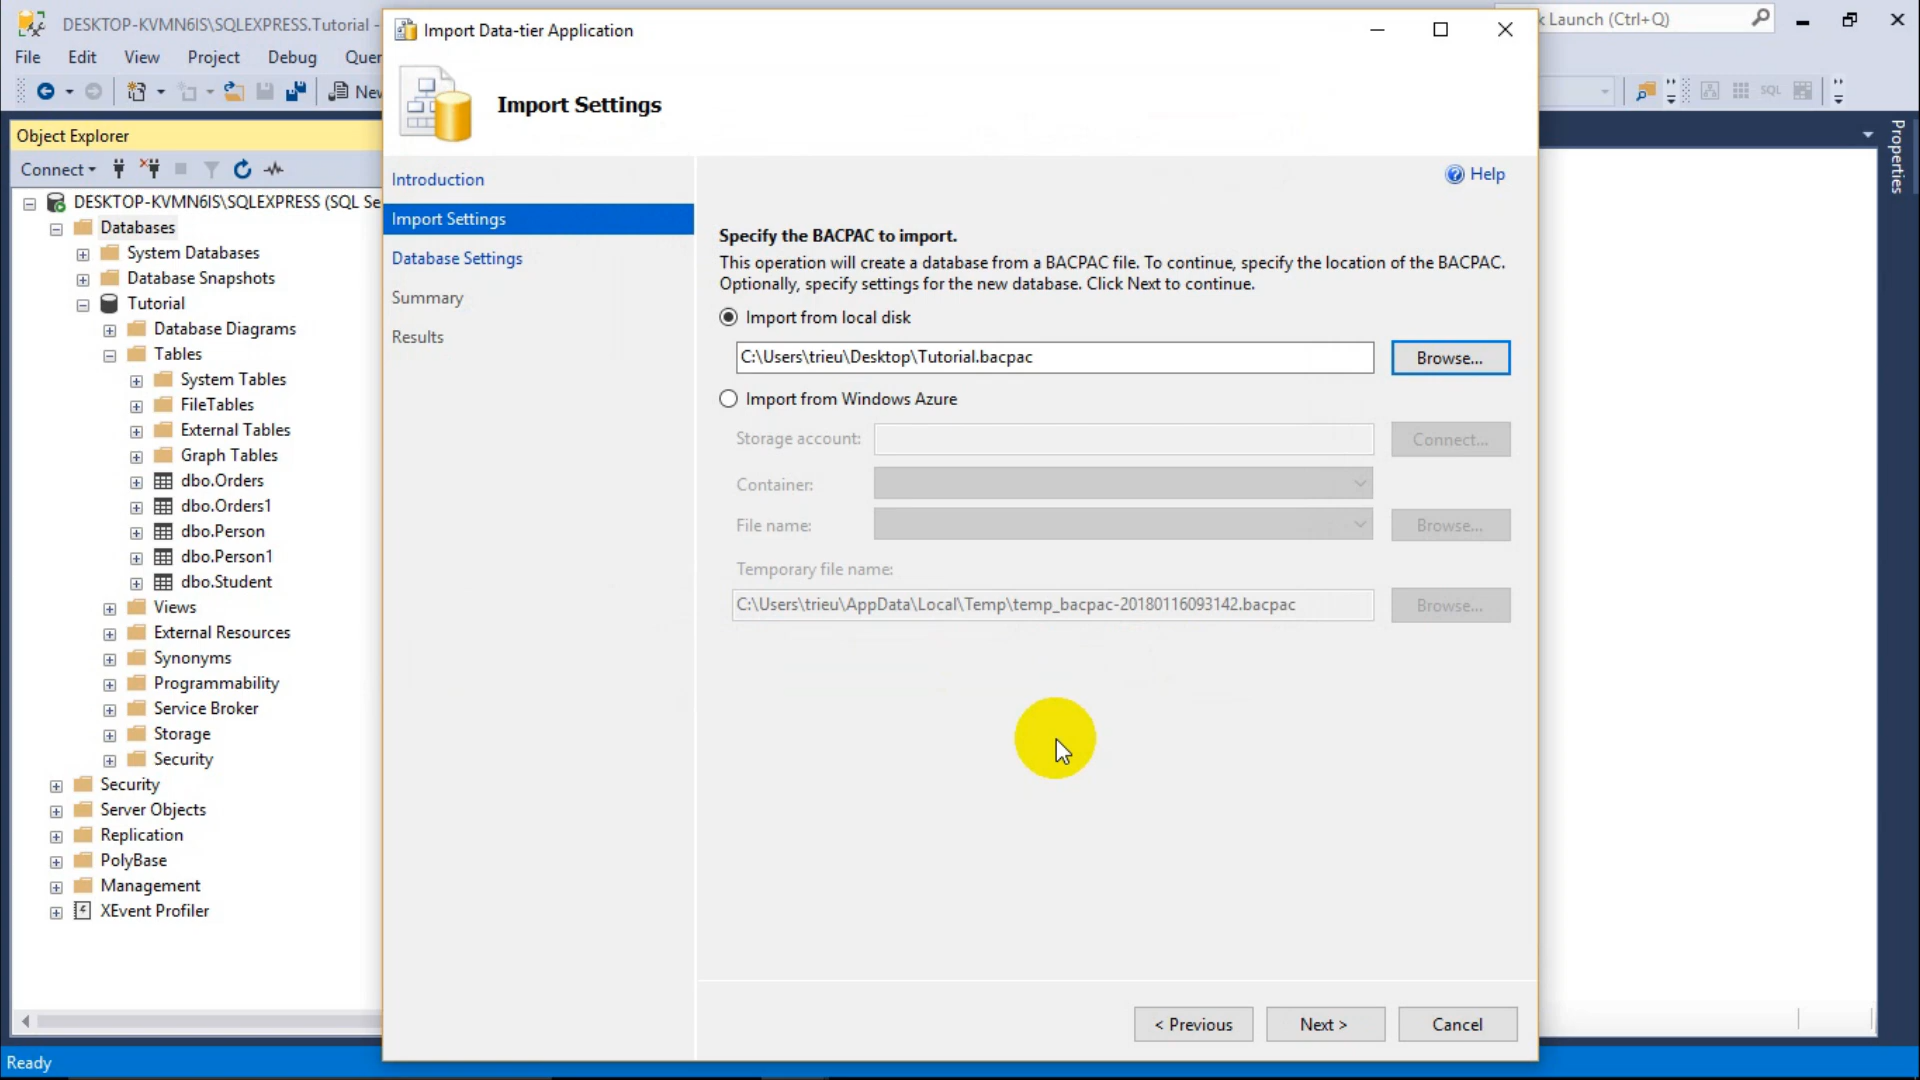 DESKTOP-KVMN6IS\SQLEXPRESS.Tutorial -
File Edit View Project Debug
Object Explorer
Connect
DESKTOP-KVMN6IS\SQLEXPRESS (SQL Se
Databases
System Databases
Database Snapshots
Tutorial
Database Diagrams
Tables
System Tables
FileTables
External Tables
Graph Tables
dbo.Orders
dbo.Orders1
dbo.Person
dbo.Person1
dbo.Student
Views
External Resources
Synonyms
Programmability
Service Broker
Storage
Security
Security
Server Objects
Replication
PolyBase
Management
XEvent Profiler
Ready
Import Data-tier Application
Import Settings
Introduction
Import Settings
Database Settings
Summary
Results
Help
Specify the BACPAC to import.
This operation will create a database from a BACPAC file. To continue, specify the location of the BACPAC.
Optionally, specify settings for the new database. Click Next to continue.
Import from local disk
C:\Users\trieu\Desktop\Tutorial.bacpac Browse...
Import from Windows Azure
Storage account: Connect...
Container:
File name: Browse...
Temporary file name:
C:\Users\trieu\AppData\Local\Temp\temp_bacpac-20180116093142.bacpac Browse...
< Previous Next > Cancel
k Launch (Ctrl+Q)
SQL
Properties